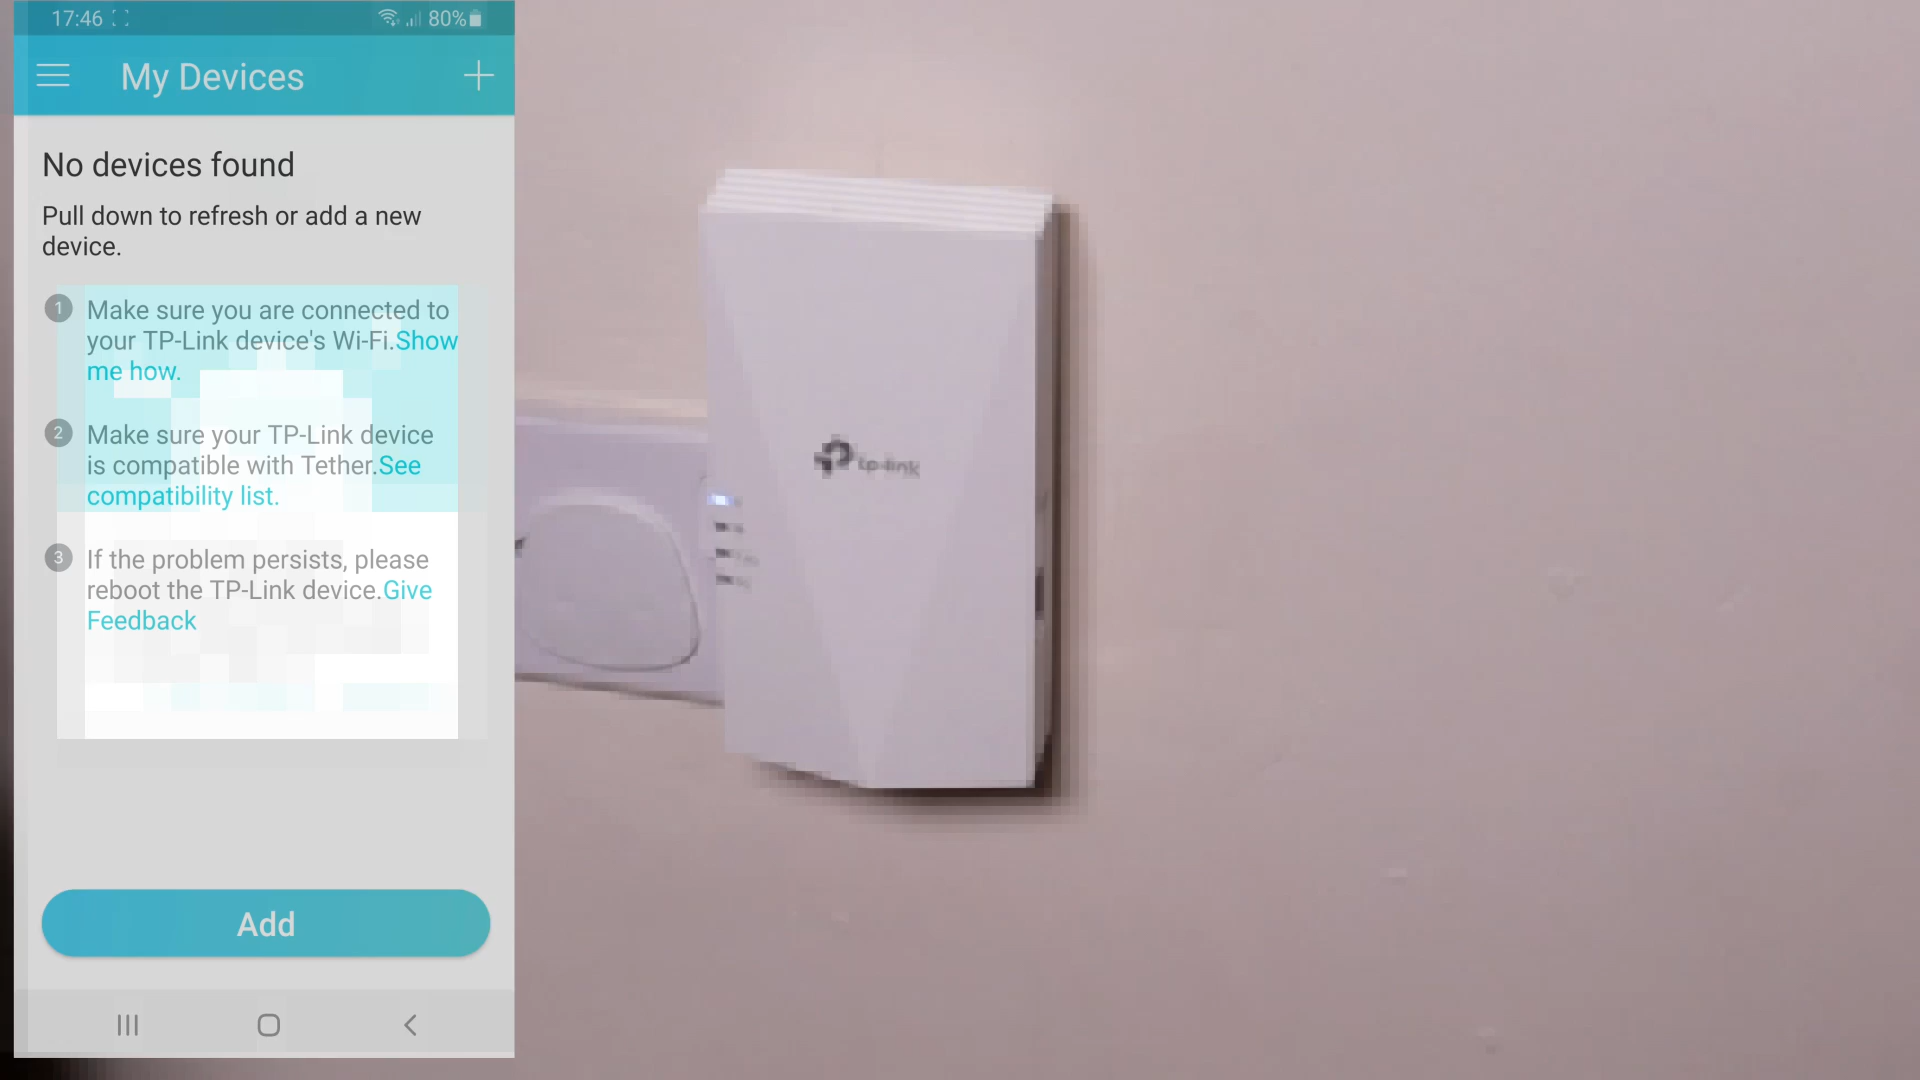 17:46 80%
My Devices
No devices found
Pull down to refresh or add a new
device.
1 Make sure you are connected to
your TP-Link device's Wi-Fi.Show
me how.
2 Make sure your TP-Link device
is compatible with Tether.See
compatibility list.
3 If the problem persists, please
reboot the TP-Link device.Give
Feedback
Add
tp-link